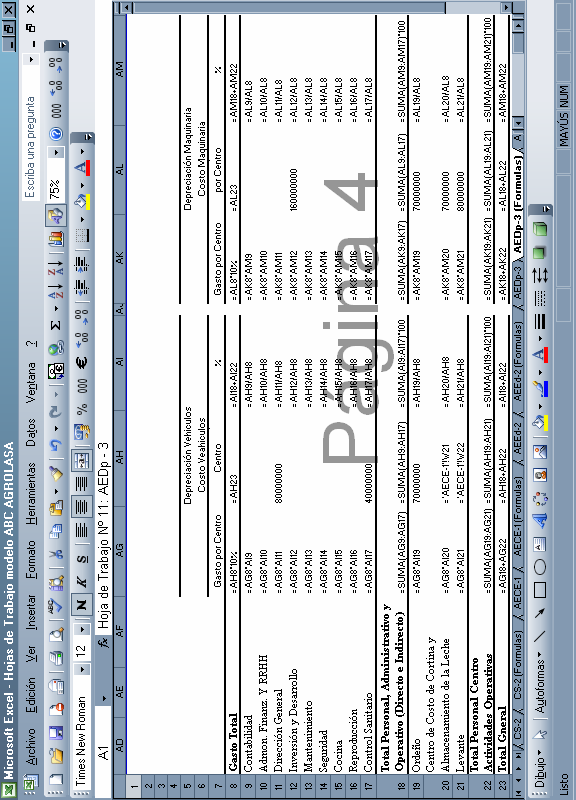 Microsoft Excel - Hojas de Trabajo modelo ABC AGROLASA
Archivo Edición Ver Insertar Formato Herramientas Datos Ventana ?
Escriba una pregunta
75%
Times New Roman 12 N K S % 000 €
A1 fx Hoja de Trabajo Nº 11: AEDp - 3
AD AE AF AG AH AI AJ AK AL AM
1
2
3
4
5 Depreciación Vehiculos Depreciación Maquinaria
6 Costo Yeahiculos Costo Maquinaria
7 Gasto por Centro Centro % Gasto por Centro por Centro %
8 Gasto Total =AH8*10% =AH23 =AI18+AI22 =AL8*10% =AL23 =AM18+AM22
9 Contabilidad =AG8*AI9 =AH9/AH8 =AK8*AM9 =AL9/AL8
10 Admon. Finanz. Y RRHH =AG8*AI10 =AH10/AH8 =AK8*AM10 =AL10/AL8
11 Dirección General =AG8*AI11 80000000 =AH11/AH8 =AK8*AM11 =AL11/AL8
12 Inversión y Desarrollo =AG8*AI12 =AH12/AH8 =AK8*AM12 160000000 =AL12/AL8
13 Mantenimiento =AG8*AI13 =AH13/AH8 =AK8*AM13 =AL13/AL8
14 Seguridad =AG8*AI14 =AH14/AH8 =AK8*AM14 =AL14/AL8
15 Cocina =AG8*AI15 =AH15/AH8 =AK8*AM15 =AL15/AL8
16 Reproducción =AG8*AI16 =AH16/AH8 =AK8*AM16 =AL16/AL8
17 Control Sanitario =AG8*AI17 40000000 =AH17/AH8 =AK8*AM17 =AL17/AL8
Total Personal, Administrativo y
18 Operativo (Directo e Indirecto) =SUMA(AG9:AG17) =SUMA(AH9:AH17) =SUMA(AI9:AI17)*100 =SUMA(AK9:AK17) =SUMA(AL9:AL17) =SUMA(AM9:AM17)*100
19 Ordeño =AG8*AI19 70000000 =AH19/AH8 =AK8*AM19 70000000 =AL19/AL8
Centro de Costo de Cortina y
20 Almacenamiento de la Leche =AG8*AI20 ='AECE-1'!W21 =AH20/AH8 =AK8*AM20 70000000 =AL20/AL8
21 Levante =AG8*AI21 ='AECE-1'!W22 =AH21/AH8 =AK8*AM21 80000000 =AL21/AL8
Total Personal Centro
22 Actividades Operativas =SUMA(AG19:AG21) =SUMA(AH19:AH21) =SUMA(AI19:AI21)*100 =SUMA(AK19:AK21) =SUMA(AL19:AL21) =SUMA(AM19:AM21)*100
23 Total Gneral =AG18+AG22 =AH18+AH22 =AI18+AI22 =AK18+AK22 =AL18+AL22 =AM18+AM22
Página 4
CS-2 CS-2 (Formulas) AECE-1 AECE-1(Formulas) AEEd-2 AEEd-2 (Formulas) AEDp-3 AEDp-3 (Formulas) A
Dibujo Autoformas
Listo MAYÚS NUM